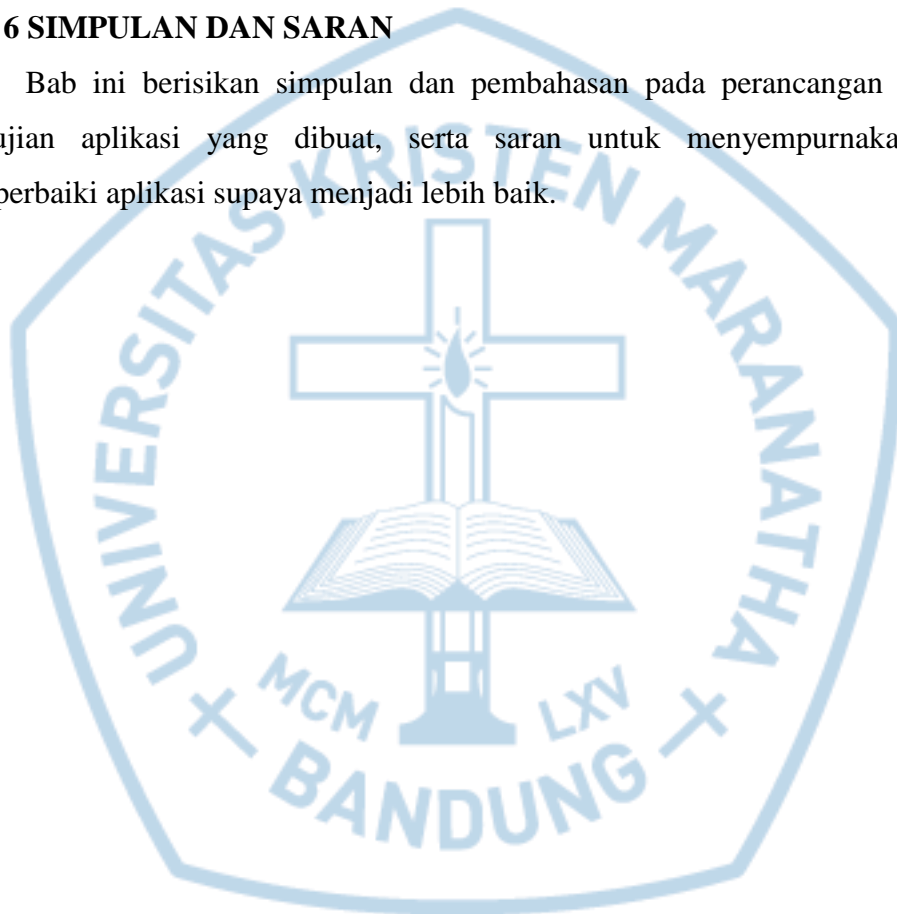 6 SIMPULAN DAN SARAN
Bab ini berisikan simpulan dan pembahasan pada perancangan
ujian aplikasi yang dibuat, serta saran untuk menyempurnaka
perbaiki aplikasi supaya menjadi lebih baik.
UNIVERSITAS KRISTEN MARANATHA
MCM LXV
BANDUNG